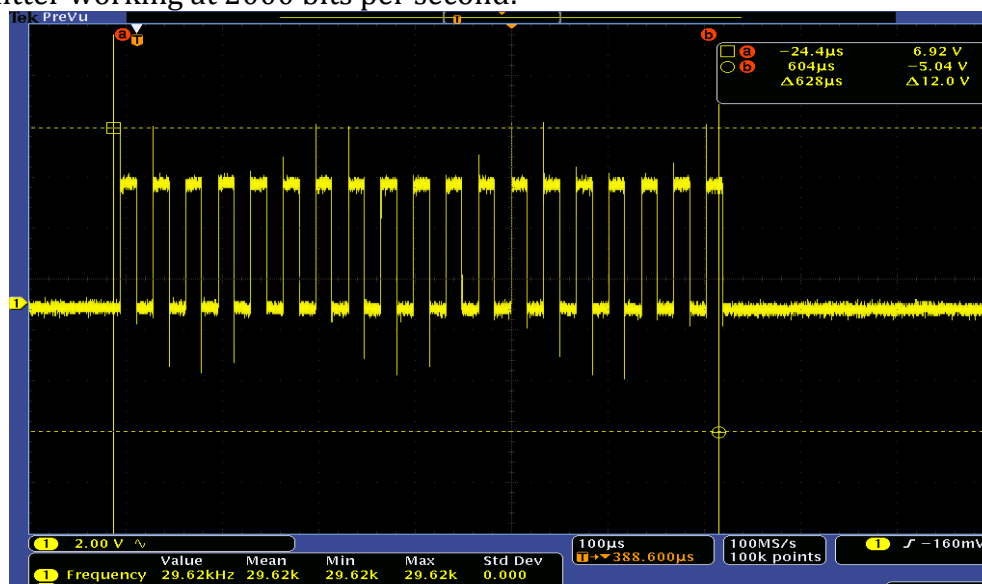 itter working at 2000 bits per second.
Tek PreVu
T
a T b
a −24.4µs 6.92 V
b 604µs −5.04 V
Δ628µs Δ12.0 V
1
1 2.00 V ∿
100µs
T→▾388.600µs
100MS/s
100k points
1 ∫ −160mV
Value Mean Min Max Std Dev
1 Frequency 29.62kHz 29.62k 29.62k 29.62k 0.000